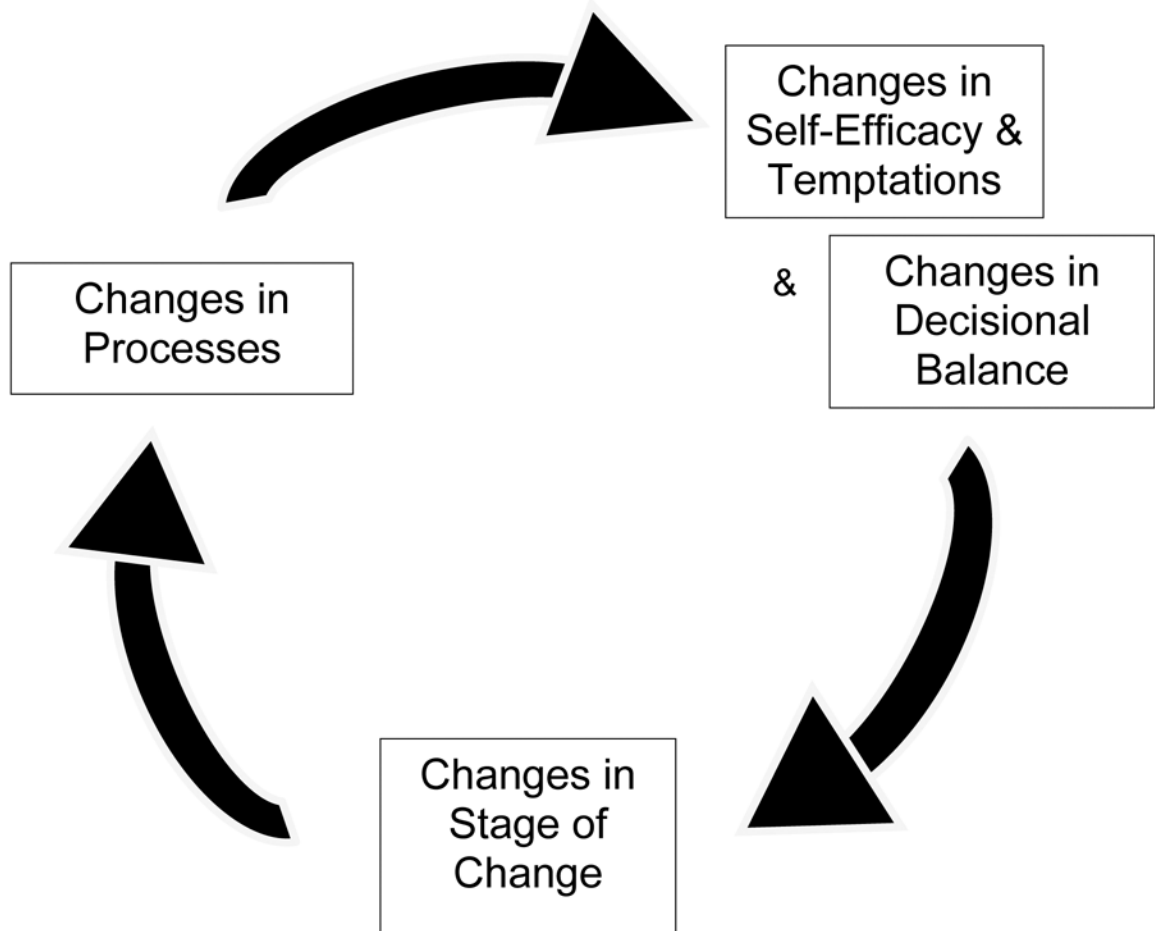 Changes in
Self-Efficacy &
Temptations
&
Changes in
Decisional
Balance
Changes in
Processes
Changes in
Stage of
Change